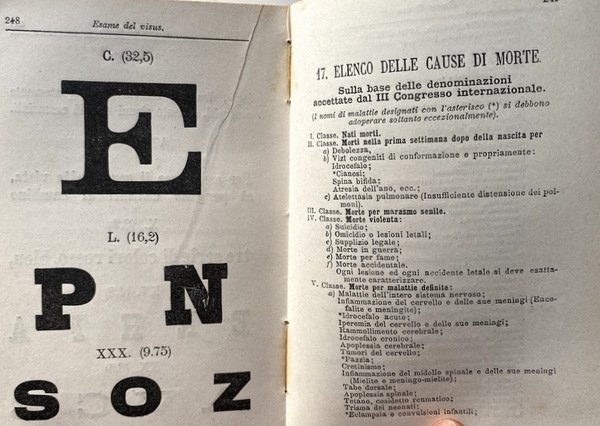 248
Esame del visus.
C. (32,5)
E
L. (16,2)
P N
XXX. (9.75)
S O Z
17. ELENCO DELLE CAUSE DI MORTE.
Sulla base delle denominazioni
accettate dal III Congresso internazionale.
(I nomi di malattie designati con l'asterisco (*) si debbono
adoperare soltanto eccezionalmente).
I. Classe. Nati morti.
II. Classe. Morti nella prima settimana dopo della nascita per
a) Debolezza,
b) Vizi congeniti di conformazione e propriamente:
Idrocefalo;
*Cianosi;
Spina bifida;
Atresia dell'ano, ecc.;
c) Atelettasia pulmonare (Insufficiente distensione dei pol-
moni).
III. Classe. Morte per marasmo senile.
IV. Classe. Morte violenta:
a) Suicidio;
b) Omicidio o lesioni letali;
c) Supplizio legale;
d) Morte in guerra;
e) Morte per fame;
f) Morte accidentale.
Ogni lesione ed ogni accidente letale si deve esatta-
mente caratterizzare.
V. Classe. Morte per malattie definite:
a) Malattie dell'intero sistema nervoso;
Infiammazione del cervello e delle sue meningi (Ence-
falite e meningite);
*Idrocefalo acuto;
Iperemia del cervello e delle sue meningi;
Rammollimento cerebrale;
Idrocefalo cronico;
Apoplessia cerebrale;
Tumori del cervello;
*Pazzia;
Cretinismo;
Infiammazione del midollo spinale e delle sue meningi
(Mielite e meningo-mielite);
Tabe dorsale;
Apoplessia spinale;
Tetano, cosidetto reumatico;
Trisma dei neonati;
*Eclampsia e convulsioni infantili;